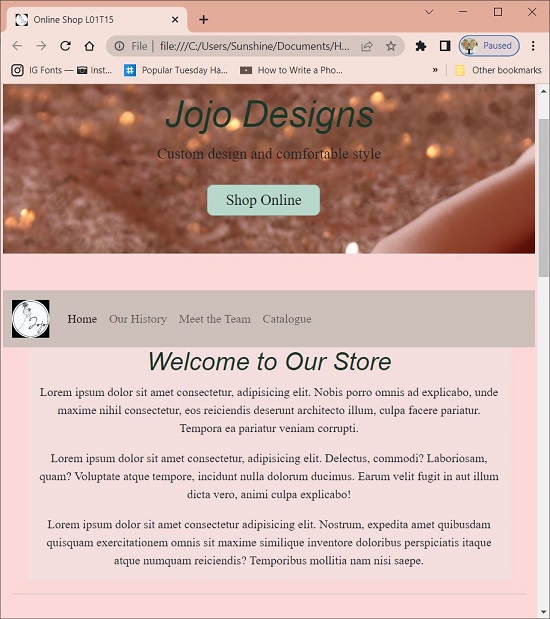 Online Shop L01T15
File | file:///C:/Users/Sunshine/Documents/H...
Paused
IG Fonts — 📷 Inst...
Popular Tuesday Ha...
How to Write a Pho...
»
Other bookmarks
Jojo Designs
Custom design and comfortable style
Shop Online
Jojo
Home
Our History
Meet the Team
Catalogue
Welcome to Our Store
Lorem ipsum dolor sit amet consectetur, adipisicing elit. Nobis porro omnis ad explicabo, unde
maxime nihil consectetur, eos reiciendis deserunt architecto illum, culpa facere pariatur.
Tempora ea pariatur veniam corrupti.
Lorem ipsum dolor sit amet consectetur, adipisicing elit. Delectus, commodi? Laboriosam,
quam? Voluptate atque tempore, incidunt nulla dolorum ducimus. Earum velit fugit in aut illum
dicta vero, animi culpa explicabo!
Lorem ipsum dolor sit amet consectetur adipisicing elit. Nostrum, expedita amet quibusdam
quisquam exercitationem omnis sit maxime similique inventore doloribus perspiciatis itaque
atque numquam reiciendis? Temporibus mollitia nam nisi saepe.